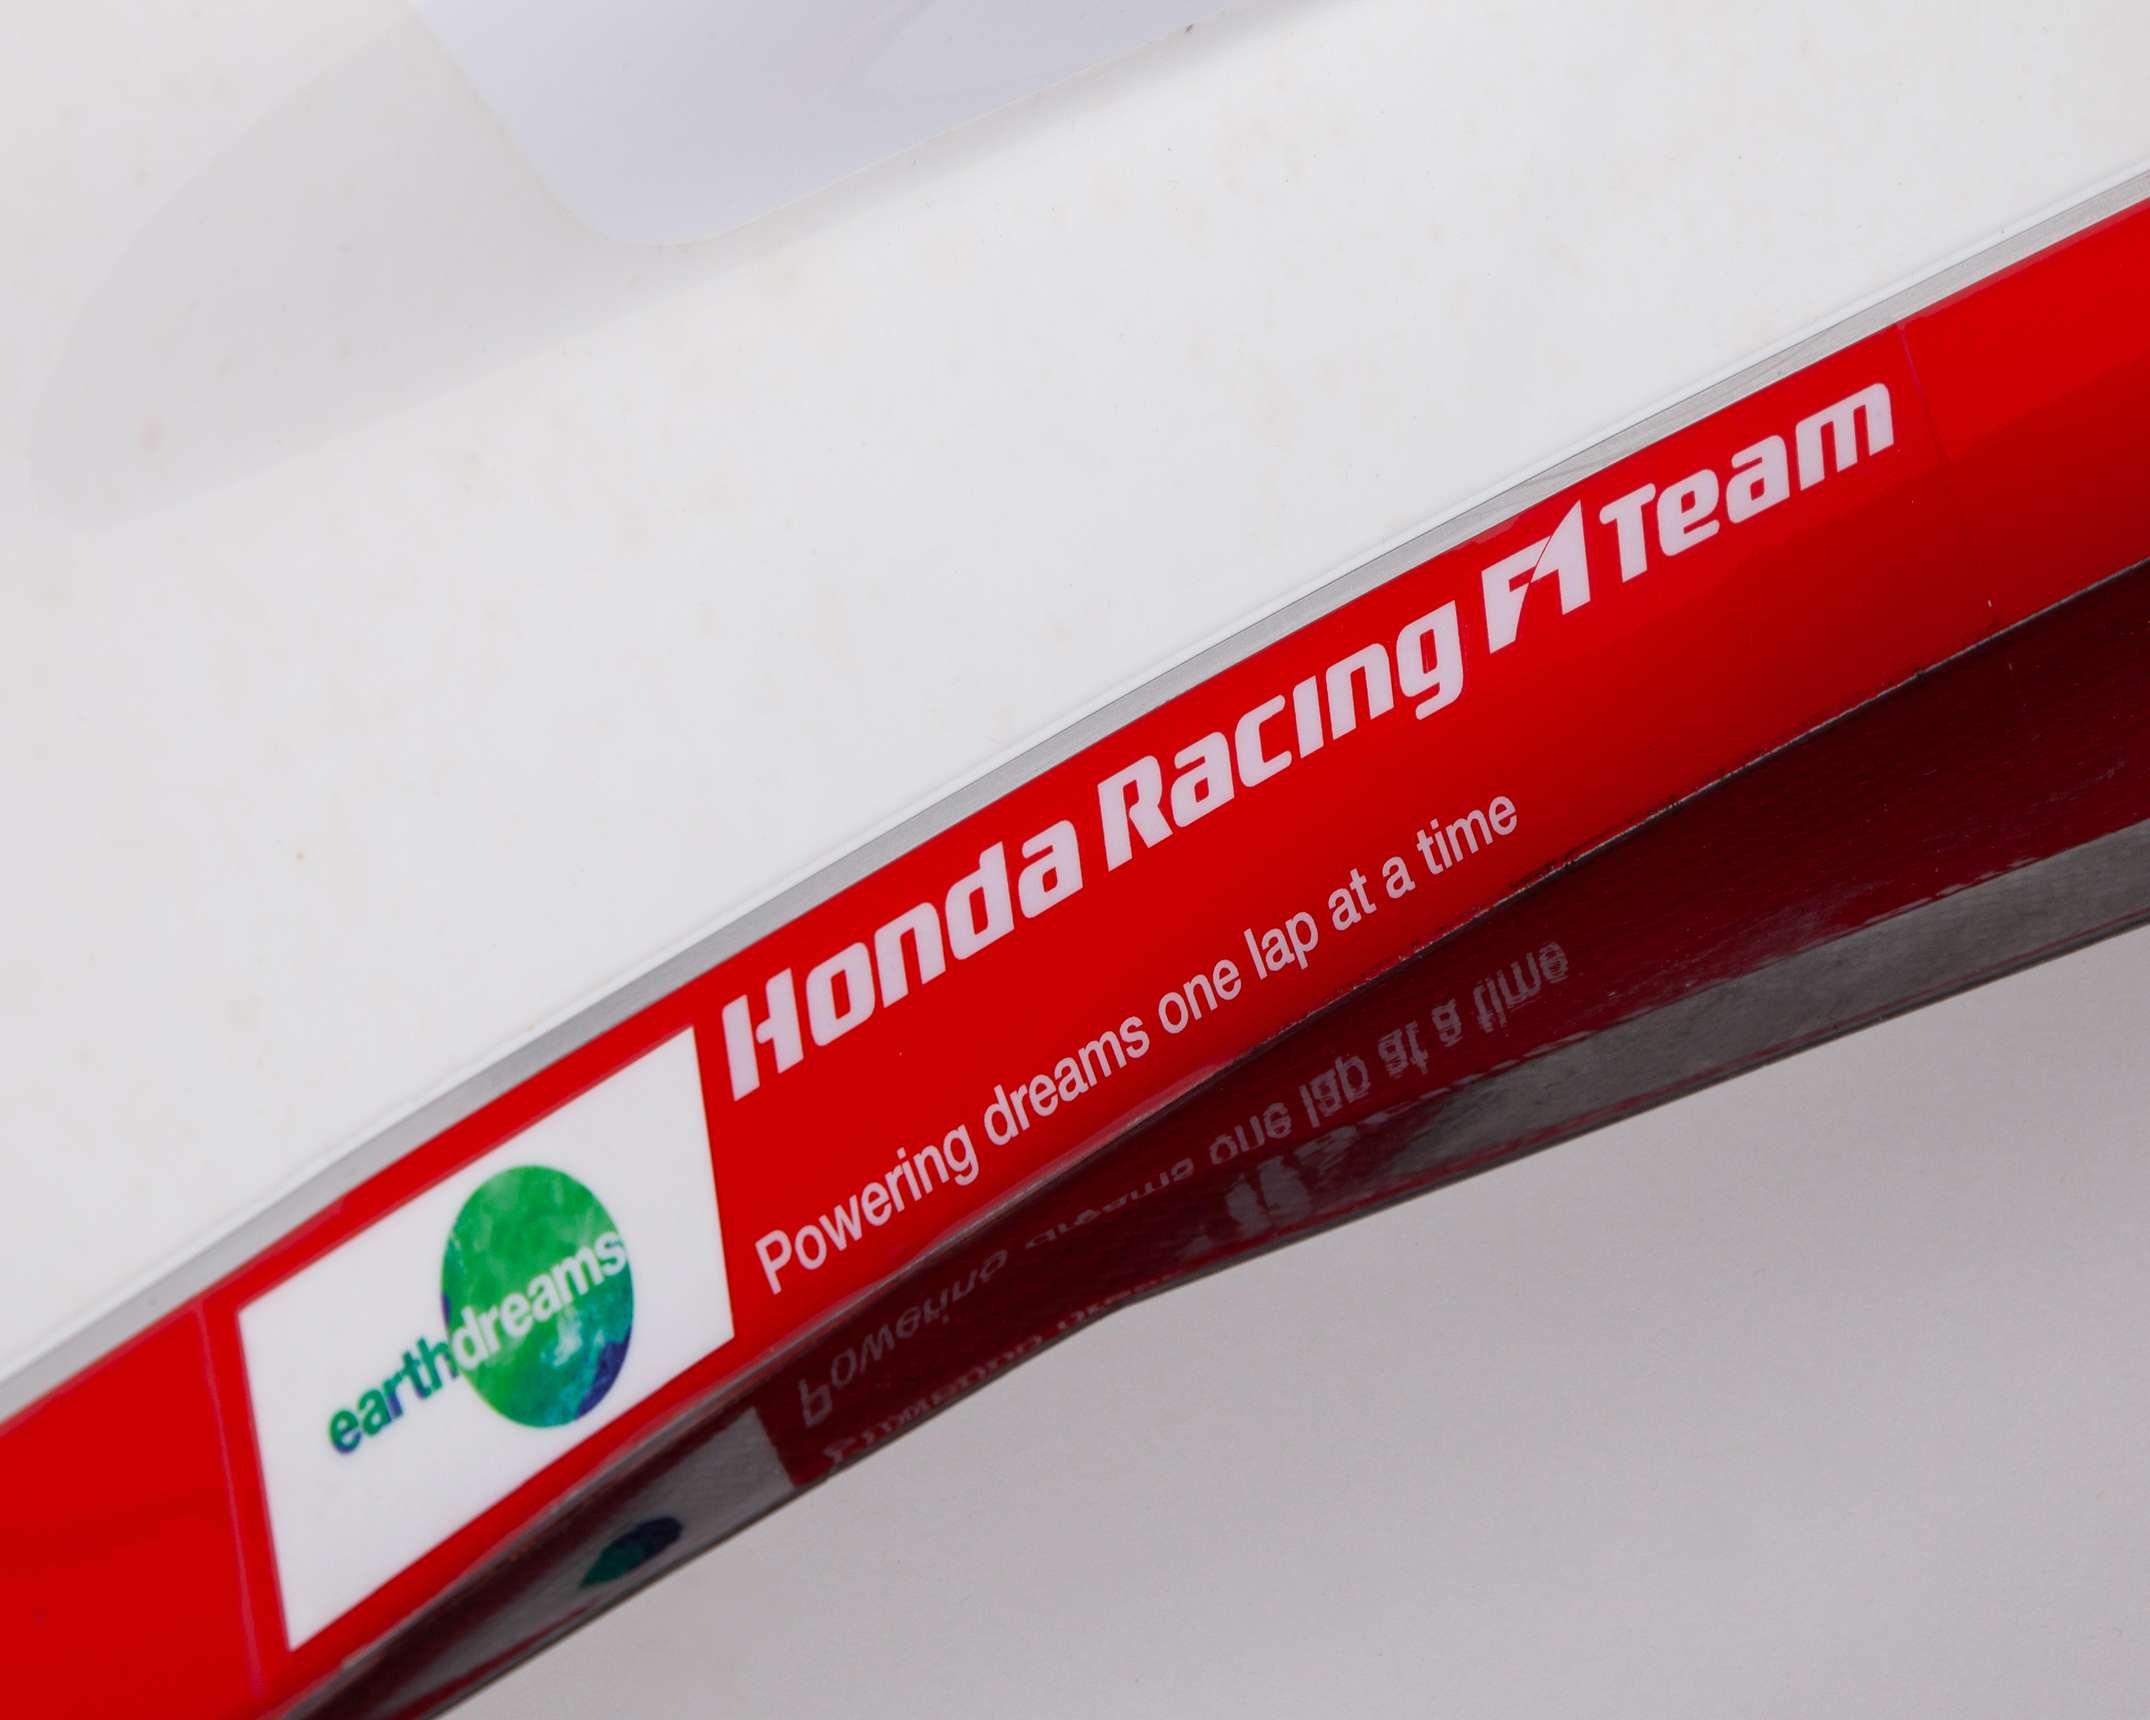 Honda Racing F1 Team
Powering dreams one lap at a time
earthdreams